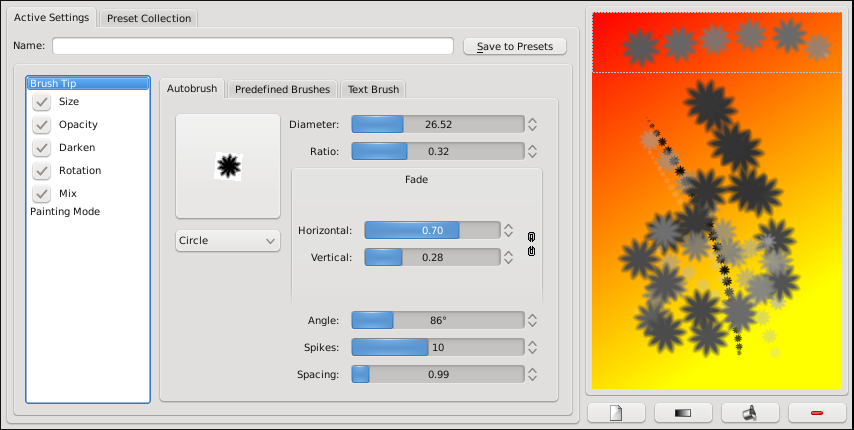 Active Settings
Preset Collection
Name:
Save to Presets
Brush Tip
Size
Opacity
Darken
Rotation
Mix
Painting Mode
Autobrush
Predefined Brushes
Text Brush
Diameter: 26.52
Ratio: 0.32
Fade
Horizontal: 0.70
Vertical: 0.28
Circle
Angle: 86°
Spikes: 10
Spacing: 0.99